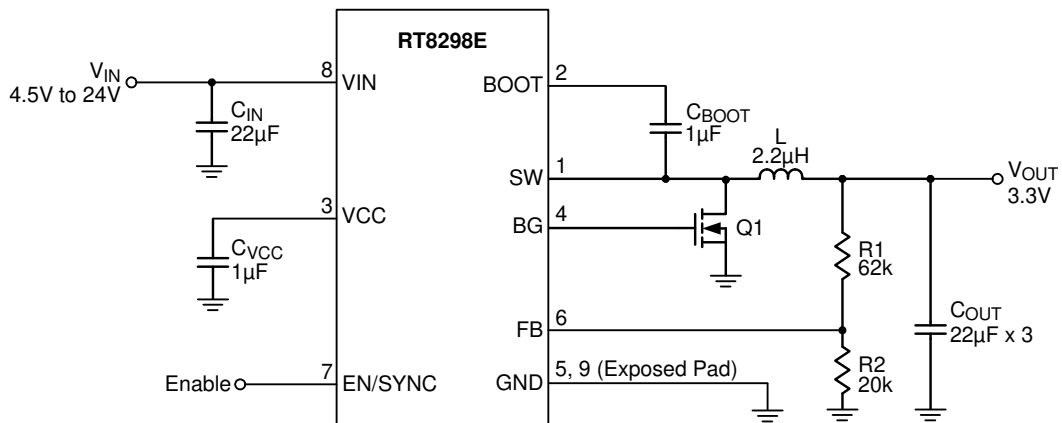 RT8298E
VIN
4.5V to 24V
CIN
22µF
8
VIN
3
VCC
CVCC
1µF
Enable
7
EN/SYNC
BOOT
2
CBOOT
1µF
SW
1
L
2.2µH
VOUT
3.3V
BG
4
Q1
R1
62k
FB
6
COUT
22µF x 3
R2
20k
GND
5, 9 (Exposed Pad)